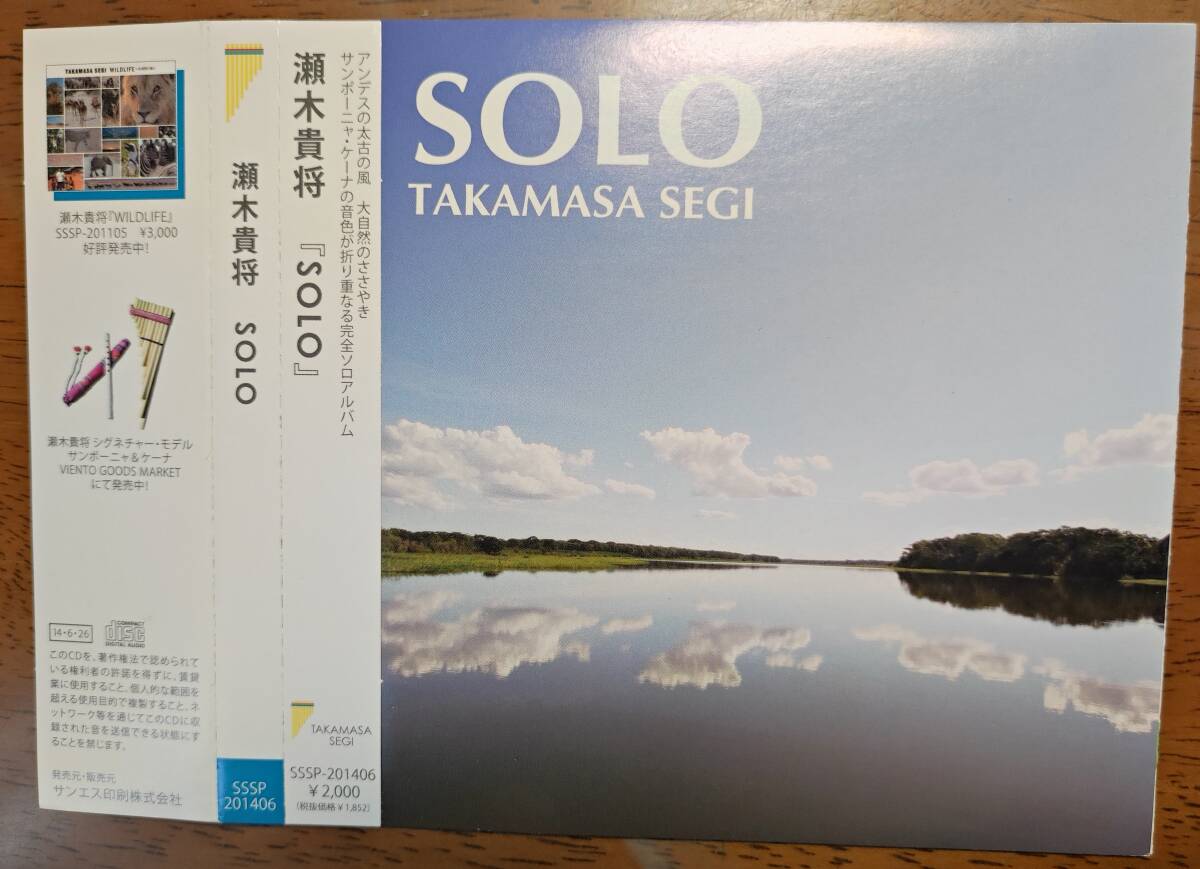 TAKAMASA SEGI WILDLIFE
瀬木貴将『WILDLIFE』
SSSP-201105 ¥3,000
好評発売中!
瀬木貴将 シグネチャー・モデル
サンポーニャ&ケーナ
VIENTO GOODS MARKET
にて発売中!
14・6・26
COMPACT
disc
DIGITAL AUDIO
このCDを、著作権法で認められて
いる権利者の許諾を得ずに、賃貸
業に使用すること、個人的な範囲を
超える使用目的で複製すること、ネ
ットワーク等を通じてこのCDに収
録された音を送信できる状態にす
ることを禁じます。
発売元・販売元
サンエス印刷株式会社
瀬木貴将 SOLO
SSSP
201406
アンデスの太古の風 大自然のささやき
サンポーニャ・ケーナの音色が折り重なる完全ソロアルバム
瀬木貴将 『SOLO』
TAKAMASA
SEGI
SSSP-201406
¥2,000
(税抜価格¥1,852)
SOLO
TAKAMASA SEGI